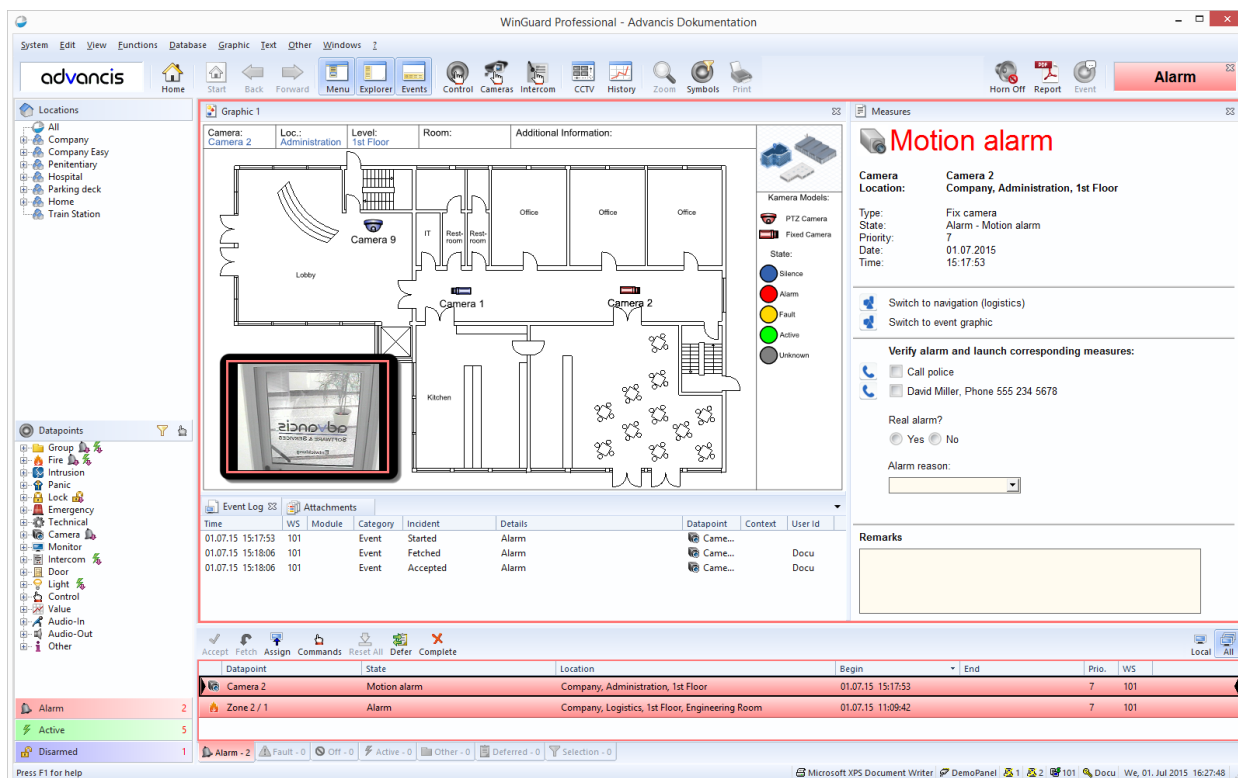 WinGuard Professional - Advancis Dokumentation
System Edit View Functions Database Graphic Text Other Windows ?
advancis
Home Start Back Forward Menu Explorer Events Control Cameras Intercom CCTV History Zoom Symbols Print Horn Off Report Event
PDF
Alarm
Locations
All
Company
Company Easy
Penitentiary
Hospital
Parking deck
Home
Train Station
Datapoints
Group
Fire
Intrusion
Panic
Lock
Emergency
Technical
Camera
Monitor
Intercom
Door
Light
Control
Value
Audio-In
Audio-Out
Other
Alarm 2
Active 5
Disarmed 1
Graphic 1
Camera: Loc.: Level: Room: Additional Information:
Camera 2 Administration 1st Floor
Office Office Office
IT Rest-room Rest-room
Camera 9
Lobby
Camera 1 Camera 2
Kitchen
advancis
SOFTWARE & SERVICES
Kamera Models:
PTZ Camera
Fixed Camera
State:
Silence
Alarm
Fault
Active
Unknown
Event Log Attachments
Time WS Module Category Incident Details Datapoint Context User Id
01.07.15 15:17:53 101 Event Started Alarm Came...
01.07.15 15:18:06 101 Event Fetched Alarm Came... Docu
01.07.15 15:18:06 101 Event Accepted Alarm Came... Docu
Measures
Motion alarm
Camera Camera 2
Location: Company, Administration, 1st Floor
Type: Fix camera
State: Alarm - Motion alarm
Priority: 7
Date: 01.07.2015
Time: 15:17:53
Switch to navigation (logistics)
Switch to event graphic
Verify alarm and launch corresponding measures:
Call police
David Miller, Phone 555 234 5678
Real alarm?
Yes No
Alarm reason:
Remarks
Accept Fetch Assign Commands Reset All Defer Complete Local All
Datapoint State Location Begin End Prio. WS
Camera 2 Motion alarm Company, Administration, 1st Floor 01.07.15 15:17:53 7 101
Zone 2 / 1 Alarm Company, Logistics, 1st Floor, Engineering Room 01.07.15 11:09:42 7 101
Alarm - 2 Fault - 0 Off - 0 Active - 0 Other - 0 Deferred - 0 Selection - 0
Press F1 for help
Microsoft XPS Document Writer DemoPanel 1 2 101 Docu We, 01. Jul 2015 16:27:48